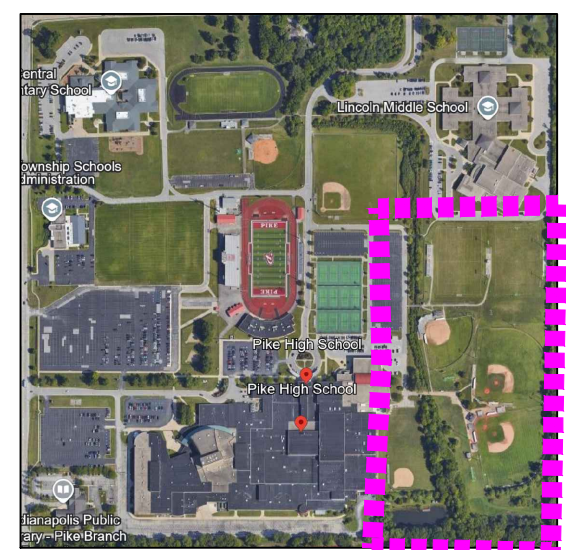 entral
ntary School
Lincoln Middle School
ownship Schools
dministration
PIKE
PIKE
Pike High School
Pike High School
dianapolis Public
rary - Pike Branch